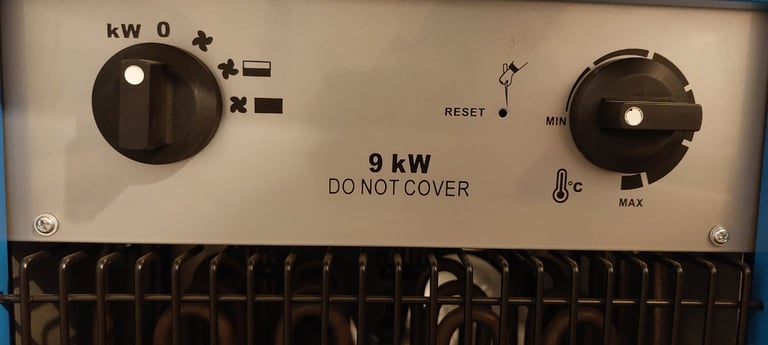 kW 0
RESET
MIN
9 kW
DO NOT COVER
°C
MAX